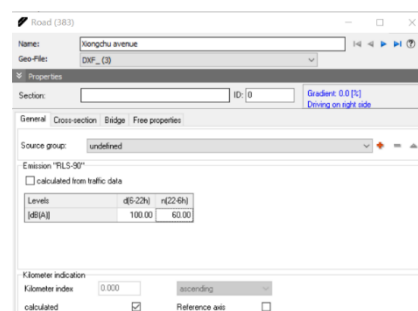 Road (383)
Name: Xiongchu avenue
Geo-File: DXF_ (3)
Properties
Section: ID: 0 Gradient: 0.0 [%]
Driving on right side
General Cross-section Bridge Free properties
Source group: undefined
Emission "RLS-90"
calculated from traffic data
Levels d(6-22h) n(22-6h)
[dB(A)] 100.00 60.00
Kilometer indication
Kilometer index 0.000 ascending
calculated Reference axis